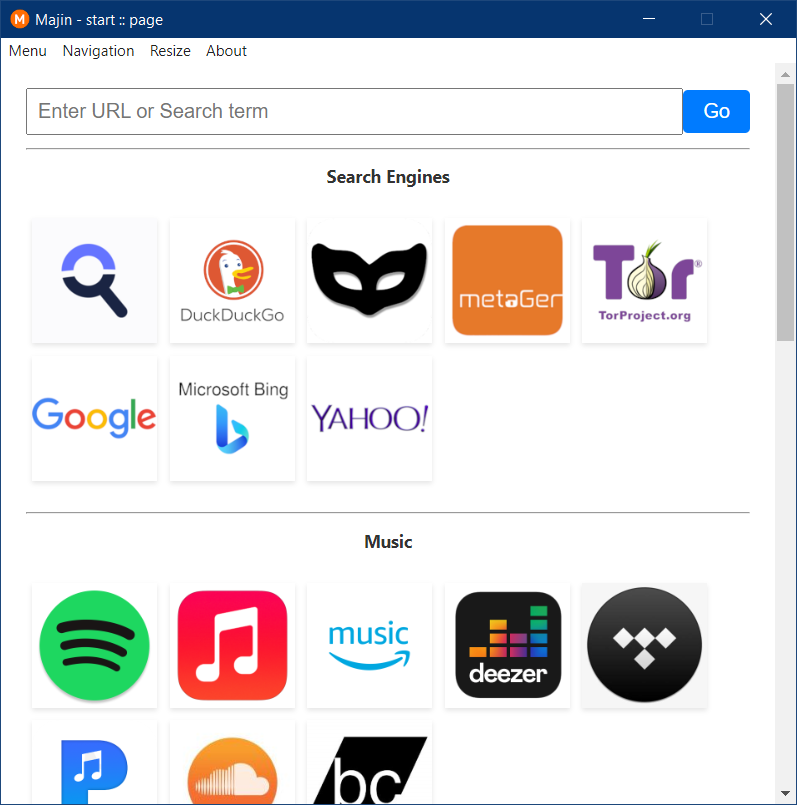 Majin - start :: page
Menu Navigation Resize About
Enter URL or Search term Go
Search Engines
DuckDuckGo
metaGer
Tor®
TorProject.org
Google
Microsoft Bing
YAHOO!
Music
music
deezer
bc